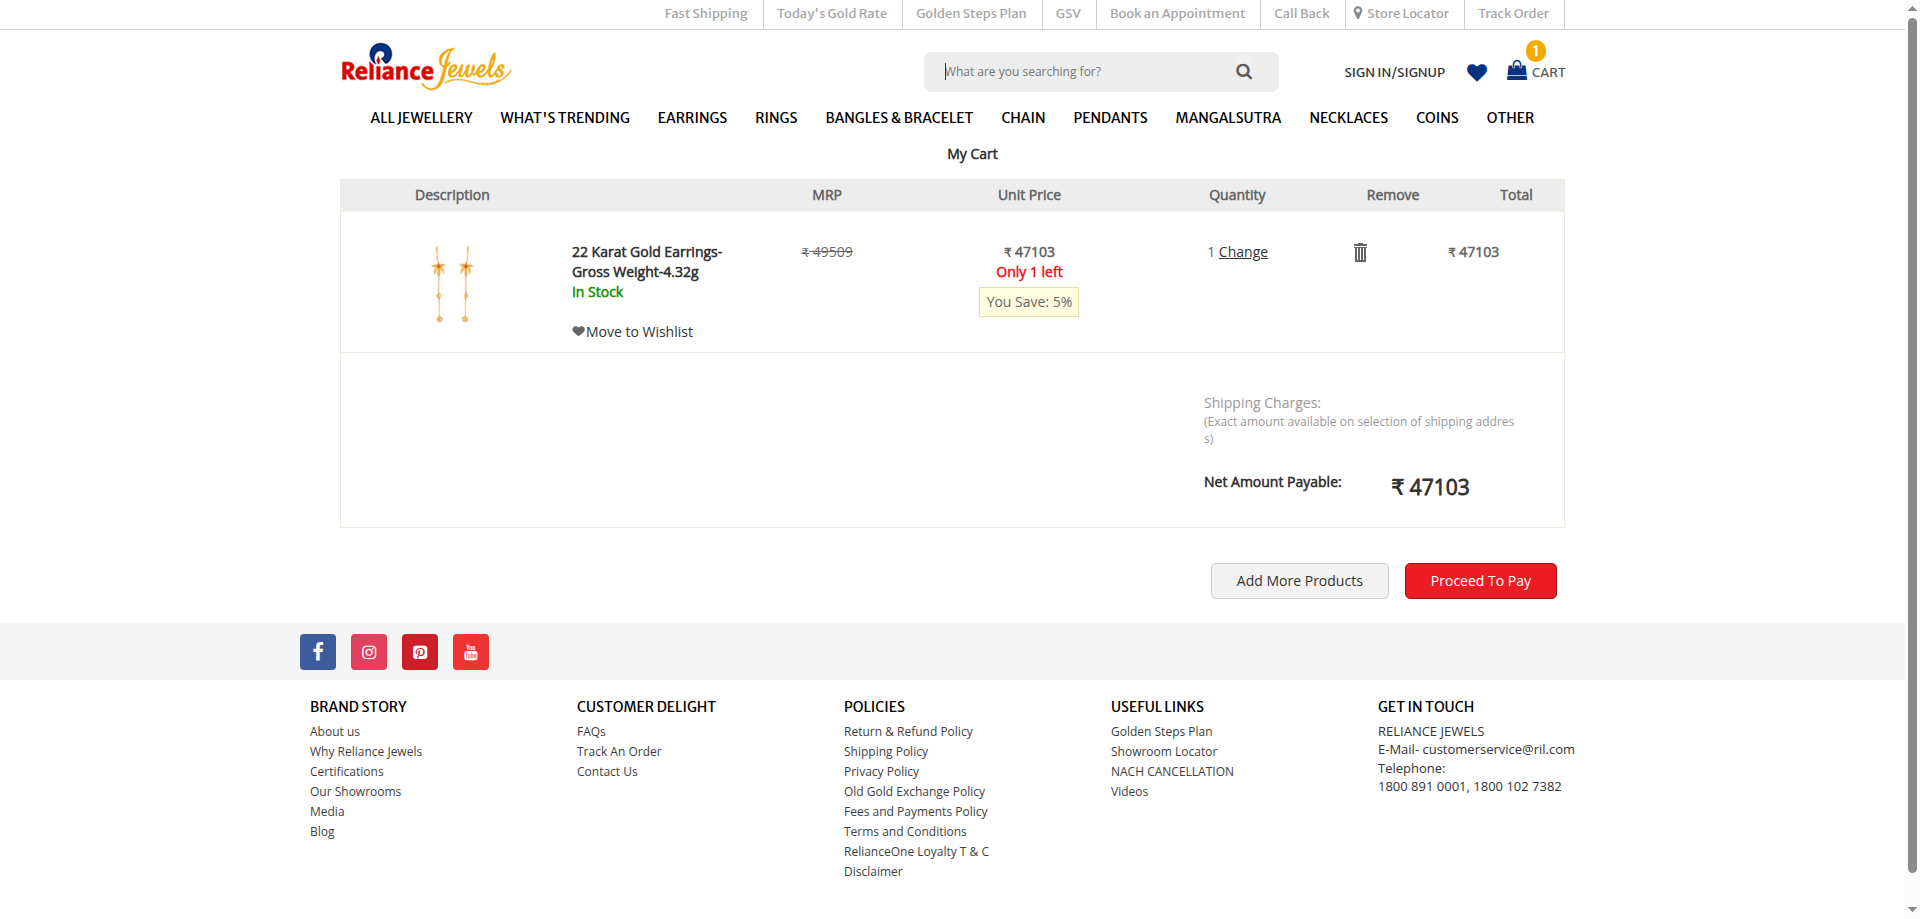 Fast Shipping
Today's Gold Rate
Golden Steps Plan
GSV
Book an Appointment
Call Back
Store Locator
Track Order
Reliance Jewels
What are you searching for?
SIGN IN/SIGNUP
1
CART
ALL JEWELLERY
WHAT'S TRENDING
EARRINGS
RINGS
BANGLES & BRACELET
CHAIN
PENDANTS
MANGALSUTRA
NECKLACES
COINS
OTHER
My Cart
Description
MRP
Unit Price
Quantity
Remove
Total
22 Karat Gold Earrings-
Gross Weight-4.32g
In Stock
Move to Wishlist
₹ 49509
₹ 47103
Only 1 left
You Save: 5%
1 Change
₹ 47103
Shipping Charges:
(Exact amount available on selection of shipping addres
s)
Net Amount Payable:
₹ 47103
Add More Products
Proceed To Pay
You
Tube
BRAND STORY
About us
Why Reliance Jewels
Certifications
Our Showrooms
Media
Blog
CUSTOMER DELIGHT
FAQs
Track An Order
Contact Us
POLICIES
Return & Refund Policy
Shipping Policy
Privacy Policy
Old Gold Exchange Policy
Fees and Payments Policy
Terms and Conditions
RelianceOne Loyalty T & C
Disclaimer
USEFUL LINKS
Golden Steps Plan
Showroom Locator
NACH CANCELLATION
Videos
GET IN TOUCH
RELIANCE JEWELS
E-Mail- customerservice@ril.com
Telephone:
1800 891 0001, 1800 102 7382